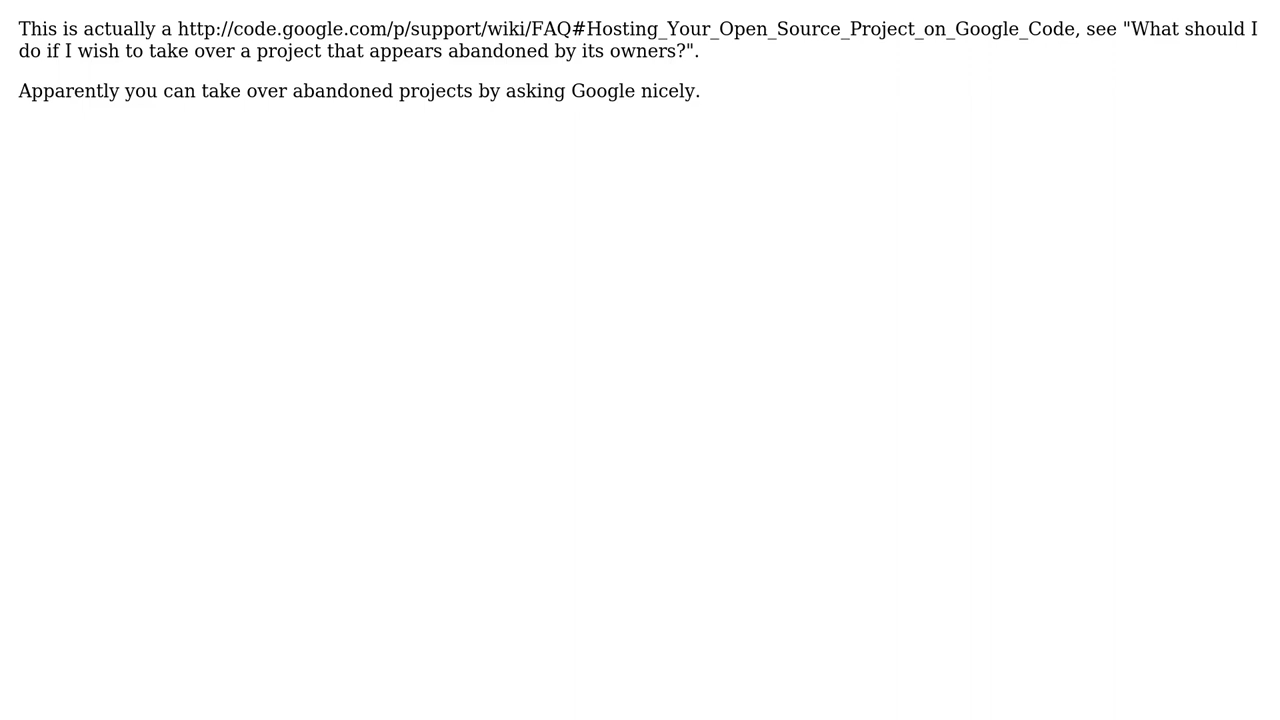 This is actually a http://code.google.com/p/support/wiki/FAQ#Hosting_Your_Open_Source_Project_on_Google_Code, see "What should I
do if I wish to take over a project that appears abandoned by its owners?".
Apparently you can take over abandoned projects by asking Google nicely.